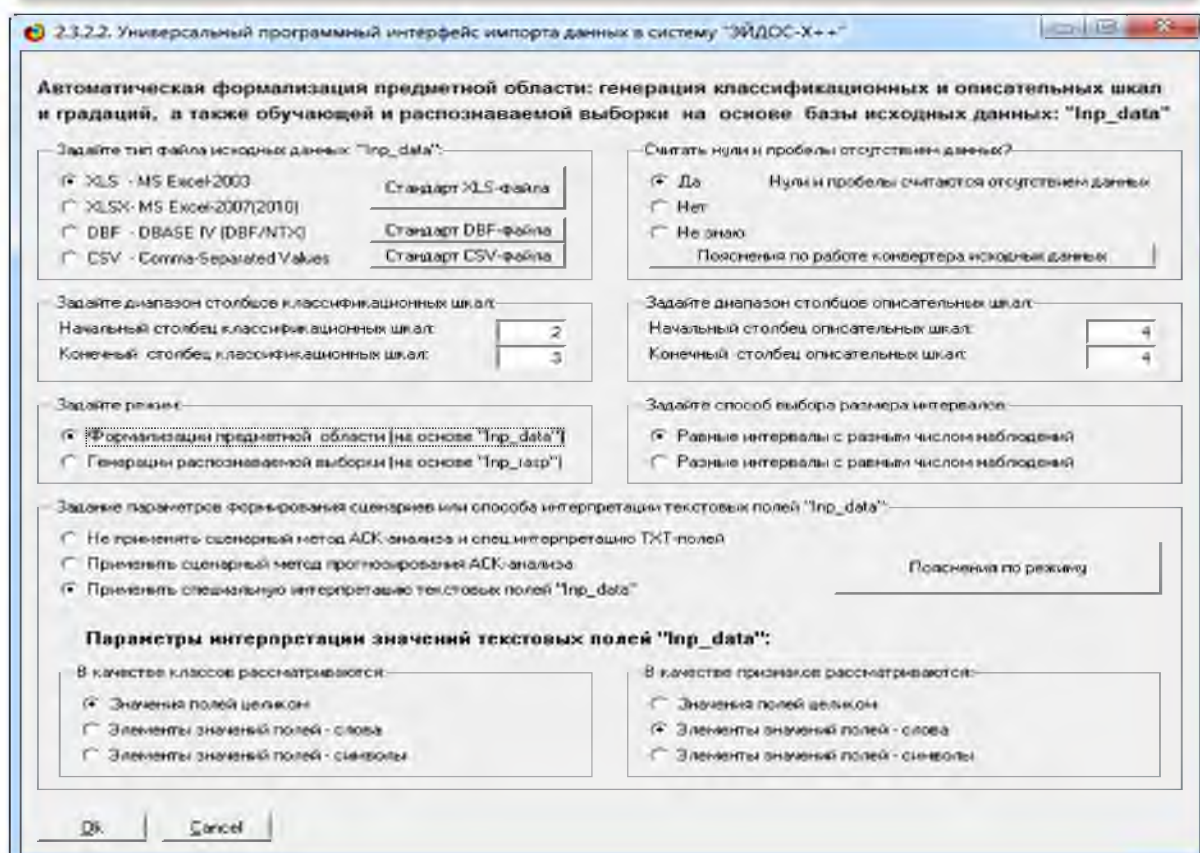 2.3.2.2. Универсальный программный интерфейс импорта данных в систему "ЭЙДОС-Х++"
Автоматическая формализация предметной области: генерация классификационных и описательных шкал
и градаций, а также обучающей и распознаваемой выборки на основе базы исходных данных: "Inp_data"
Задайте тип файла исходных данных: "Inp_data":
XLS - MS Excel-2003
Стандарт XLS-файла
XLSX- MS Excel-2007(2010)
DBF - DBASE IV (DBF/NTX)
Стандарт DBF-файла
CSV - Comma-Separated Values
Стандарт CSV-файла
Считать нули и пробелы отсутствием данных?
Да
Нули и пробелы считаются отсутствием данных
Нет
Не знаю
Пояснения по работе конвертера исходных данных
Задайте диапазон столбцов классификационных шкал:
Начальный столбец классификационных шкал: 2
Конечный столбец классификационных шкал: 3
Задайте диапазон столбцов описательных шкал:
Начальный столбец описательных шкал: 4
Конечный столбец описательных шкал: 4
Задайте режим:
Формализации предметной области (на основе "Inp_data")
Генерации распознаваемой выборки (на основе "Inp_rasp")
Задайте способ выбора размера интервалов:
Равные интервалы с разным числом наблюдений
Разные интервалы с равным числом наблюдений
Задание параметров формирования сценариев или способа интерпретации текстовых полей "Inp_data":
Не применять сценарный метод АСК-анализа и спец.интерпретацию ТХТ-полей
Применить сценарный метод прогнозирования АСК-анализа
Применить специальную интерпретацию текстовых полей "Inp_data"
Пояснения по режиму
Параметры интерпретации значений текстовых полей "Inp_data":
В качестве классов рассматриваются:
Значения полей целиком
Элементы значений полей - слова
Элементы значений полей - символы
В качестве признаков рассматриваются:
Значения полей целиком
Элементы значений полей - слова
Элементы значений полей - символы
Ok
Cancel